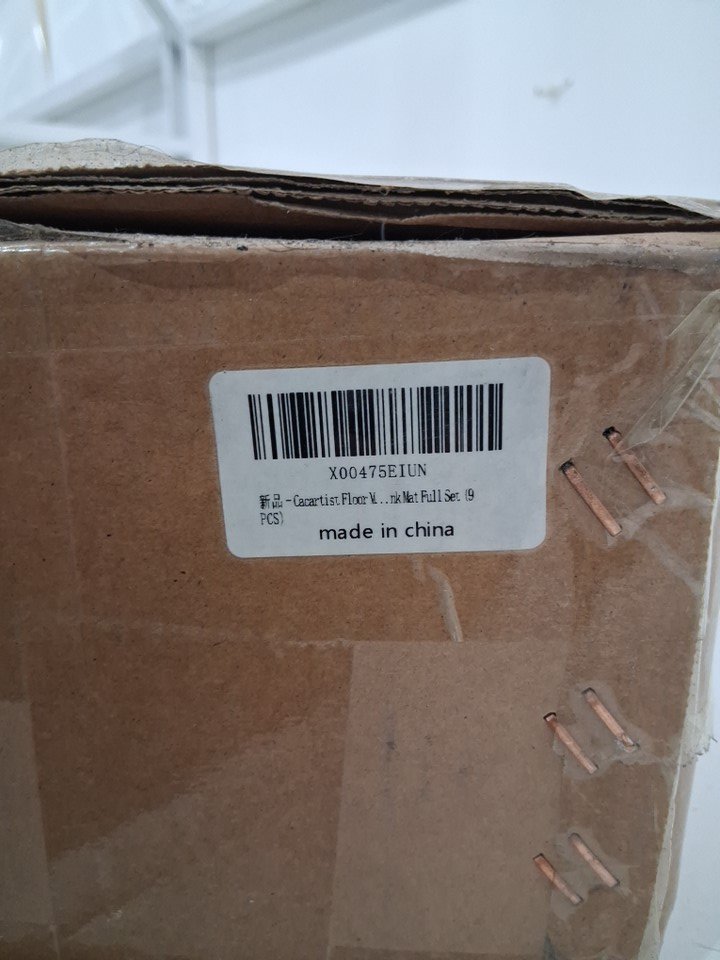 X00475EIUN
新品 - Cacartist Floor M...nk Mat Full Set (9
PCS)
made in china